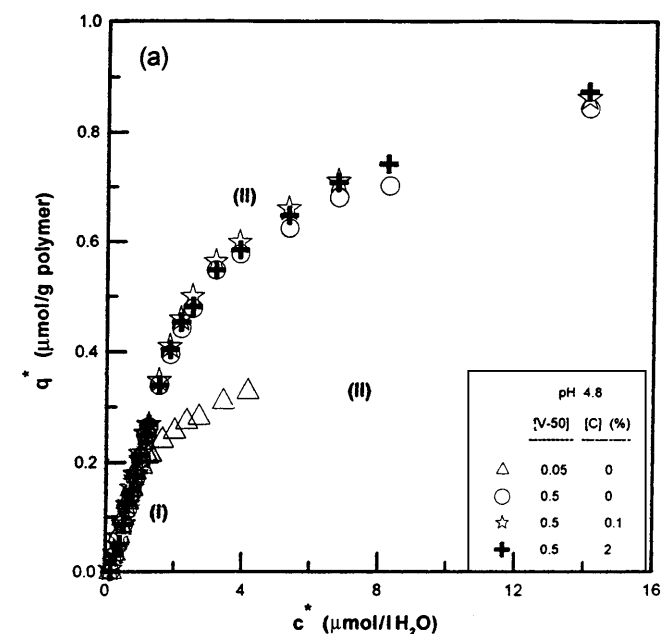 (a)
1.0
0.8
0.6
0.4
0.2
0.0
q* (μmol/g polymer)
(II)
(II)
(I)
pH 4.8
[V-50] [C] (%)
0.05 0
0.5 0
0.5 0.1
0.5 2
0 4 8 12 16
c* (μmol/l H₂O)